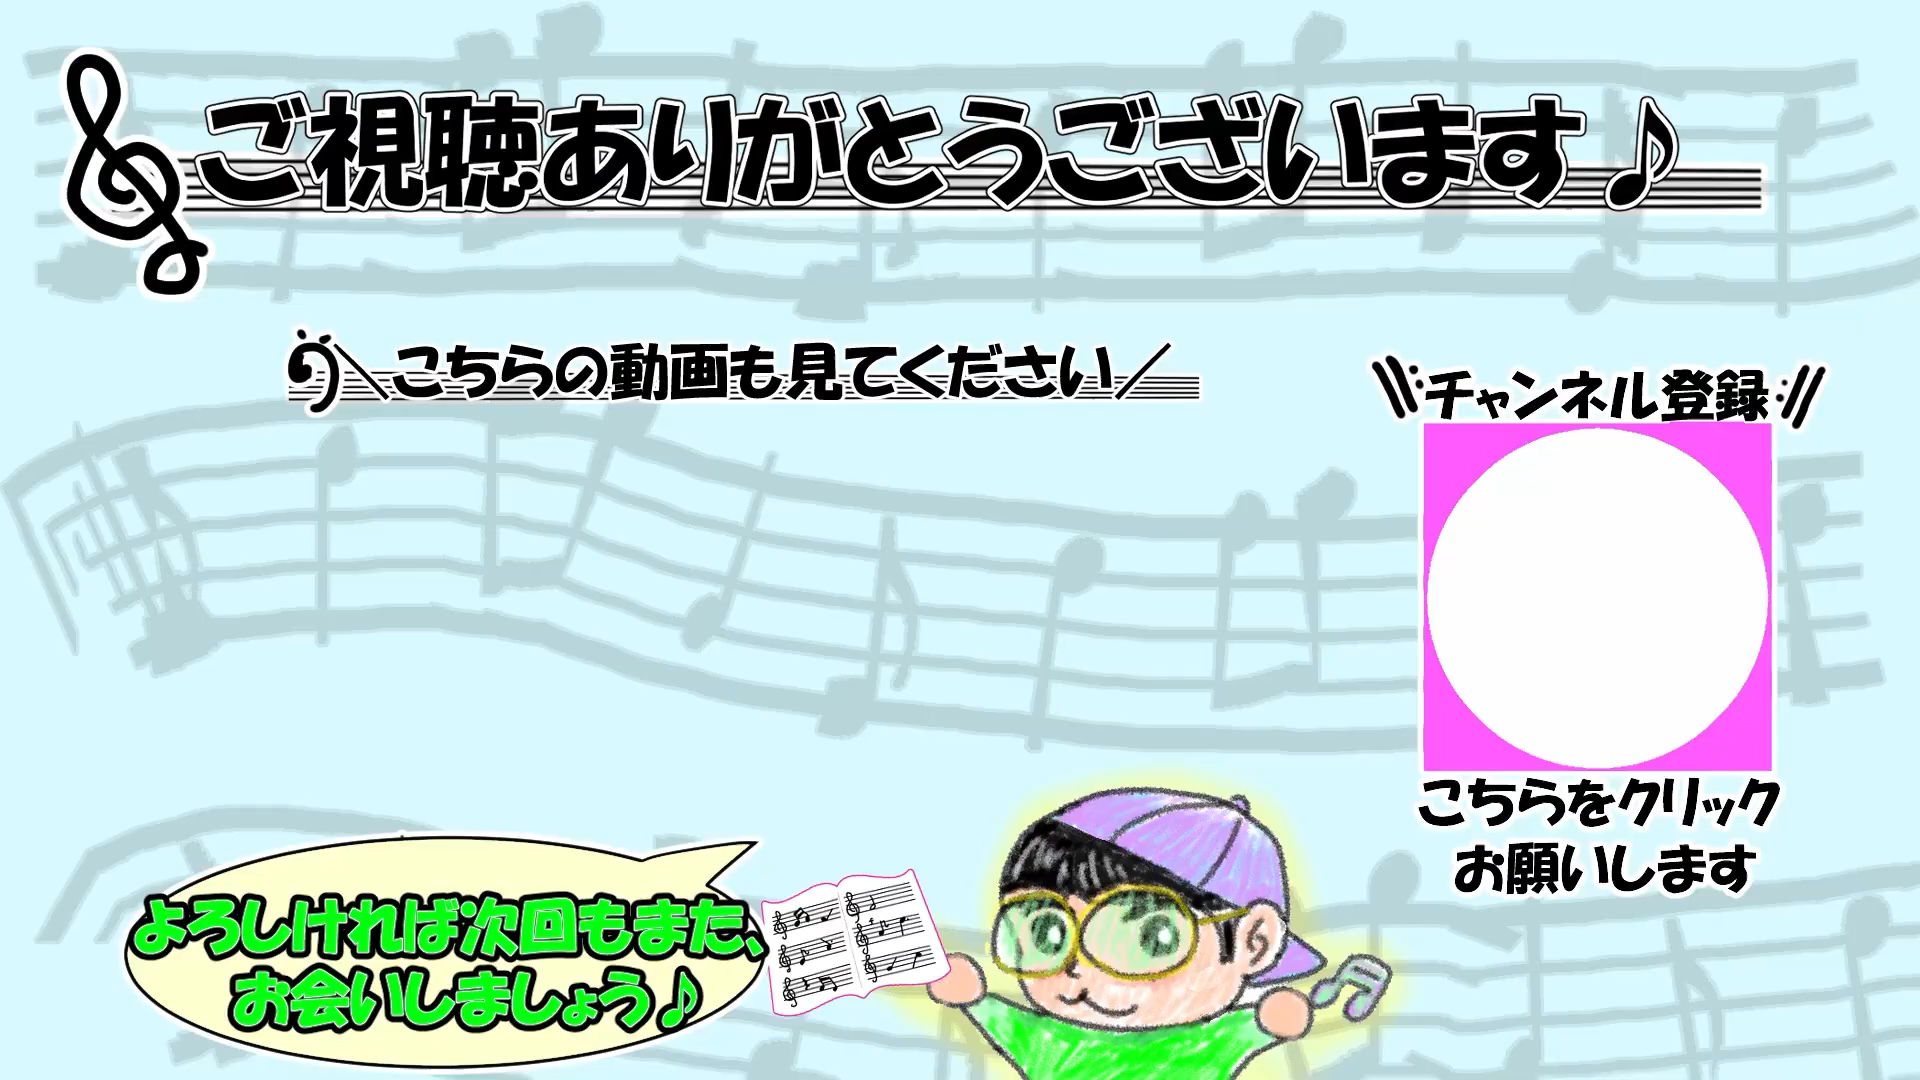 ご視聴ありがとうございます♪
＼こちらの動画も見てください／
チャンネル登録
こちらをクリック
お願いします
よろしければ次回もまた、
お会いしましょう♪